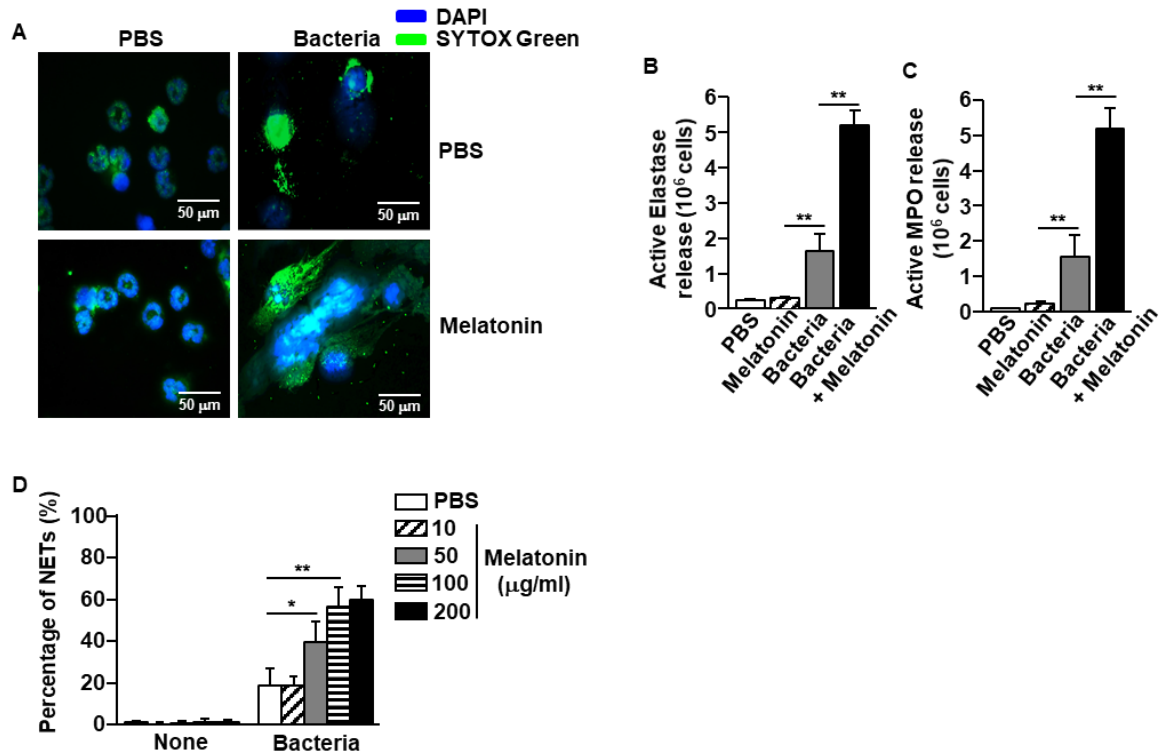 A
PBS
Bacteria
DAPI
SYTOX Green
50 μm
50 μm
PBS
50 μm
50 μm
Melatonin
B
Active Elastase
release (10⁶ cells)
6
5
4
3
2
1
0
**
**
PBS
Melatonin
Bacteria
Bacteria
+ Melatonin
C
Active MPO release
(10⁶ cells)
6
5
4
3
2
1
0
**
**
PBS
Melatonin
Bacteria
Bacteria
+ Melatonin
D
Percentage of NETs (%)
100
80
60
40
20
0
**
*
None
Bacteria
PBS
10
50
100
200
Melatonin
(μg/ml)